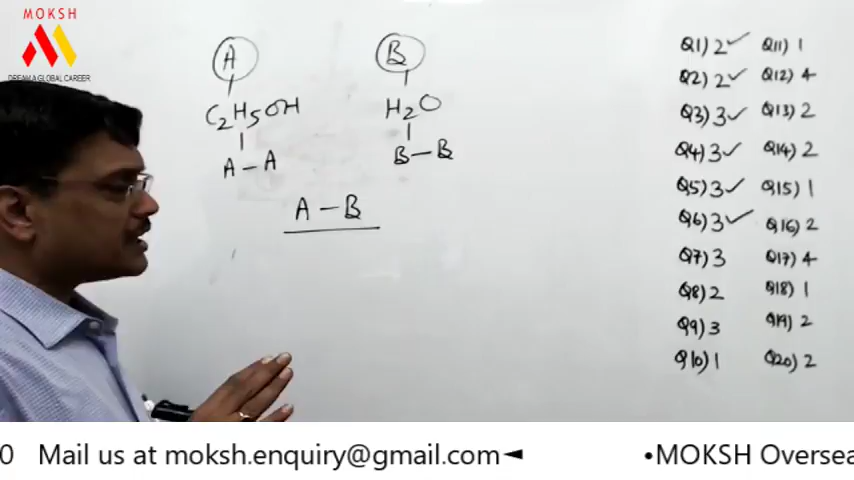 MOKSH
DREAM A GLOBAL CAREER
A
B
C2H5OH
H2O
A - A
B - B
A - B
Q1) 2 ✓ Q11) 1
Q2) 2 ✓ Q12) 4
Q3) 3 ✓ Q13) 2
Q4) 3 ✓ Q14) 2
Q5) 3 ✓ Q15) 1
Q6) 3 ✓ Q16) 2
Q7) 3 Q17) 4
Q8) 2 Q18) 1
Q9) 3 Q19) 2
Q10) 1 Q20) 2
0 Mail us at moksh.enquiry@gmail.com◄ •MOKSH Oversea